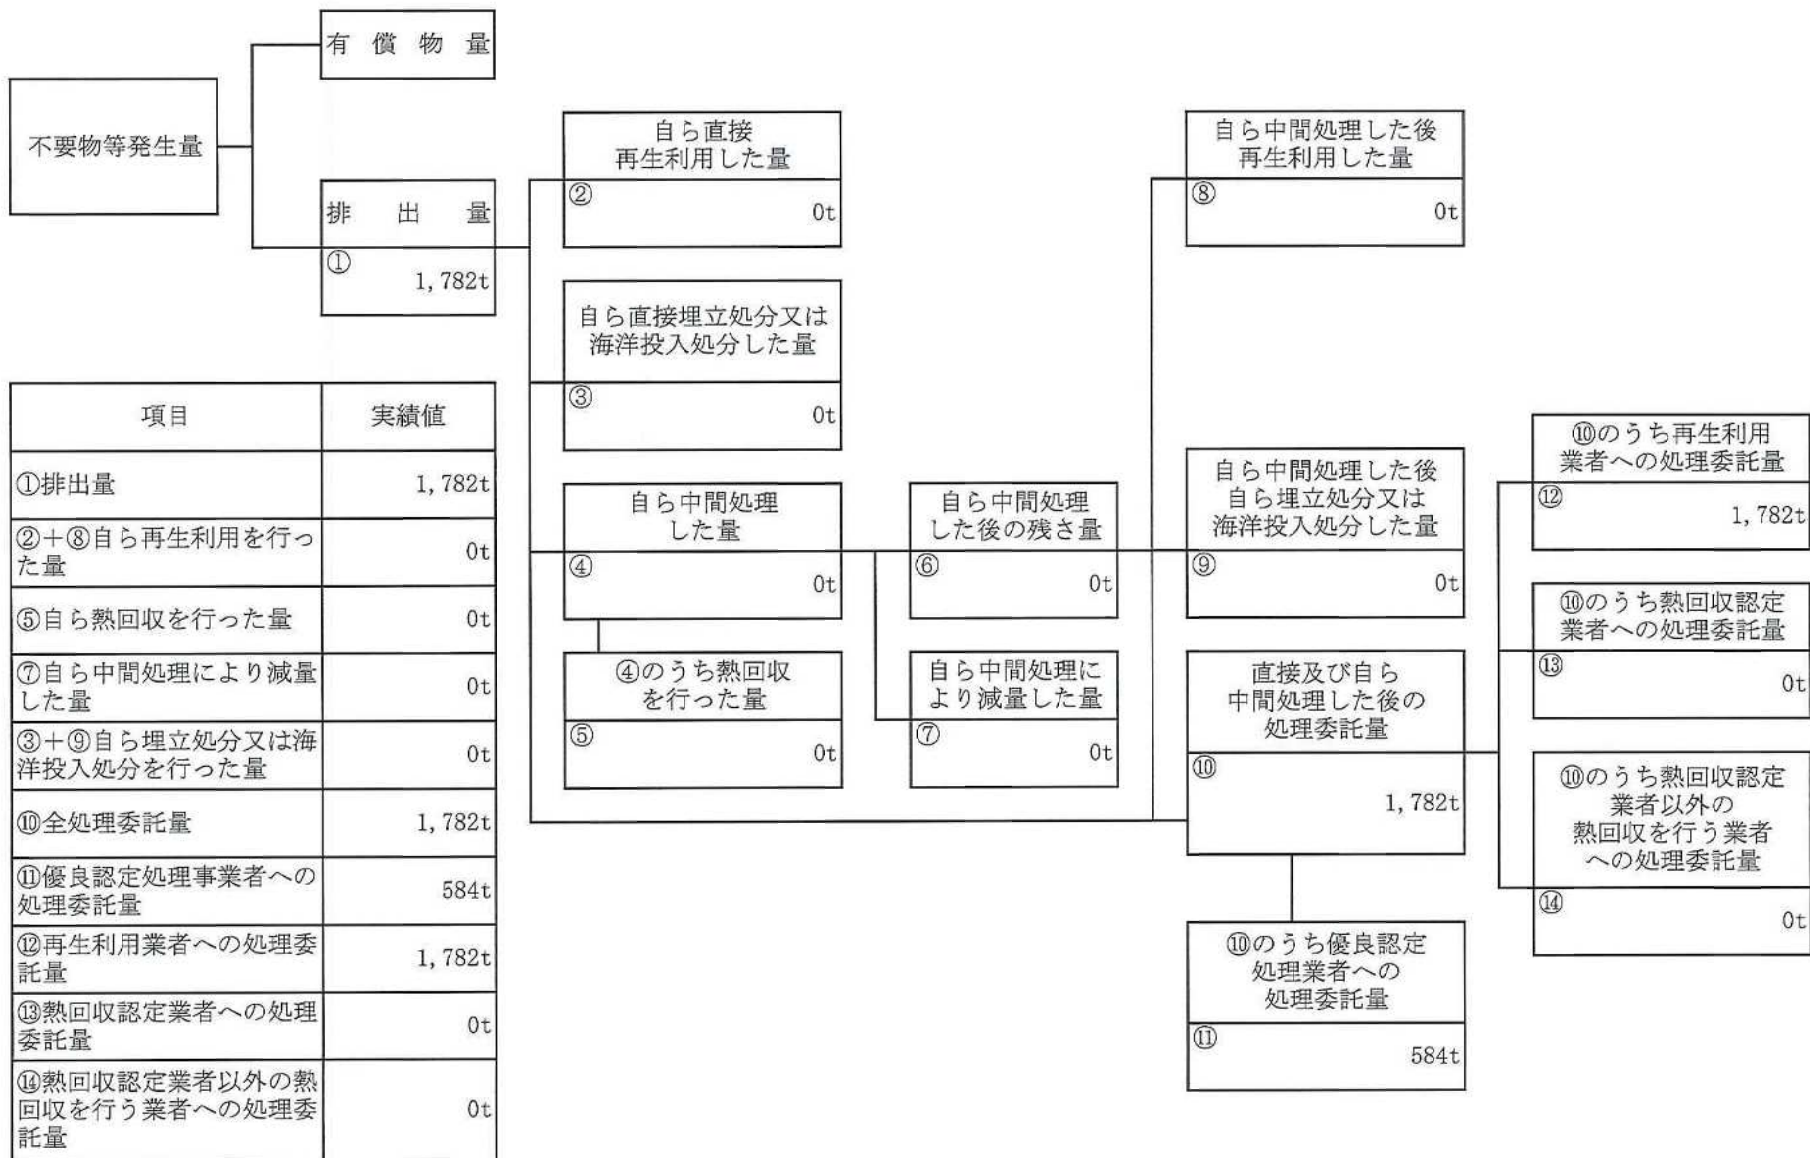 有償物量
不要物等発生量
排出量
①
1,782t
自ら直接
再生利用した量
②
0t
自ら直接埋立処分又は
海洋投入処分した量
③
0t
自ら中間処理
した量
④
0t
④のうち熱回収
を行った量
⑤
0t
自ら中間処理
した後の残さ量
⑥
0t
自ら中間処理に
より減量した量
⑦
0t
自ら中間処理した後
再生利用した量
⑧
0t
自ら中間処理した後
自ら埋立処分又は
海洋投入処分した量
⑨
0t
直接及び自ら
中間処理した後の
処理委託量
⑩
1,782t
⑩のうち優良認定
処理業者への
処理委託量
⑪
584t
⑩のうち再生利用
業者への処理委託量
⑫
1,782t
⑩のうち熱回収認定
業者への処理委託量
⑬
0t
⑩のうち熱回収認定
業者以外の
熱回収を行う業者
への処理委託量
⑭
0t
項目 実績値
①排出量 1,782t
②+⑧自ら再生利用を行っ
た量 0t
⑤自ら熱回収を行った量 0t
⑦自ら中間処理により減量
した量 0t
③+⑨自ら埋立処分又は海
洋投入処分を行った量 0t
⑩全処理委託量 1,782t
⑪優良認定処理事業者への
処理委託量 584t
⑫再生利用業者への処理委
託量 1,782t
⑬熱回収認定業者への処理
委託量 0t
⑭熱回収認定業者以外の熱
回収を行う業者への処理委
託量 0t